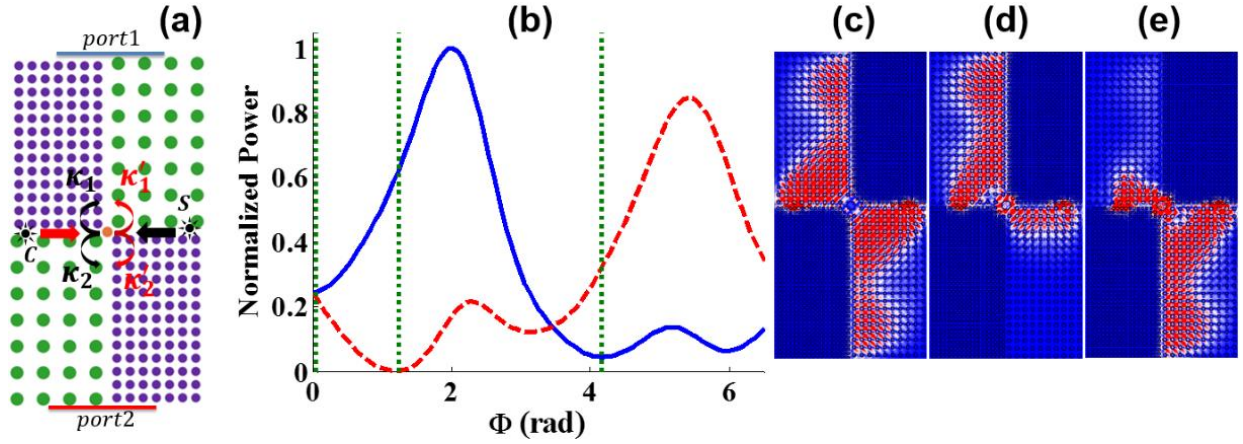 (a)
port1
κ₁
κ′₁
S
C
κ₂
κ′₂
port2
(b)
Normalized Power
1
0.8
0.6
0.4
0.2
0
0
2
4
6
Φ (rad)
(c)
(d)
(e)